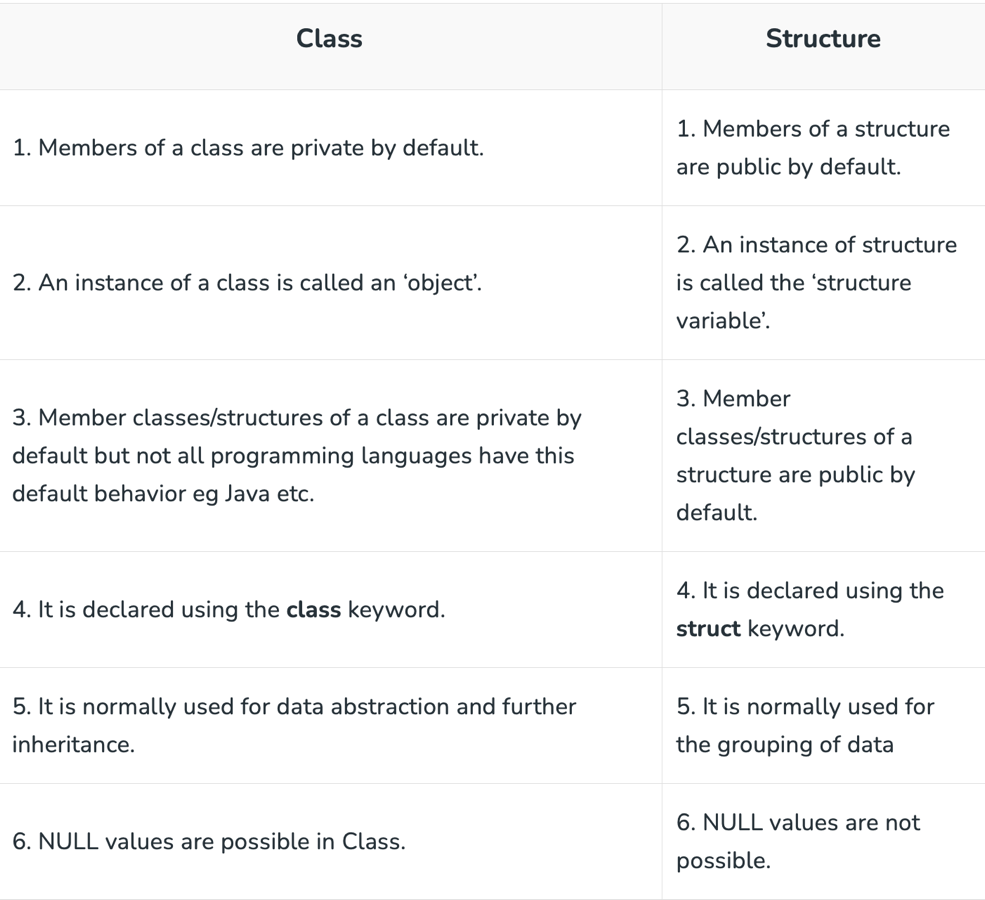 Class
Structure
1. Members of a class are private by default.
1. Members of a structure
are public by default.
2. An instance of a class is called an ‘object’.
2. An instance of structure
is called the ‘structure
variable’.
3. Member classes/structures of a class are private by
default but not all programming languages have this
default behavior eg Java etc.
3. Member
classes/structures of a
structure are public by
default.
4. It is declared using the class keyword.
4. It is declared using the
struct keyword.
5. It is normally used for data abstraction and further
inheritance.
5. It is normally used for
the grouping of data
6. NULL values are possible in Class.
6. NULL values are not
possible.